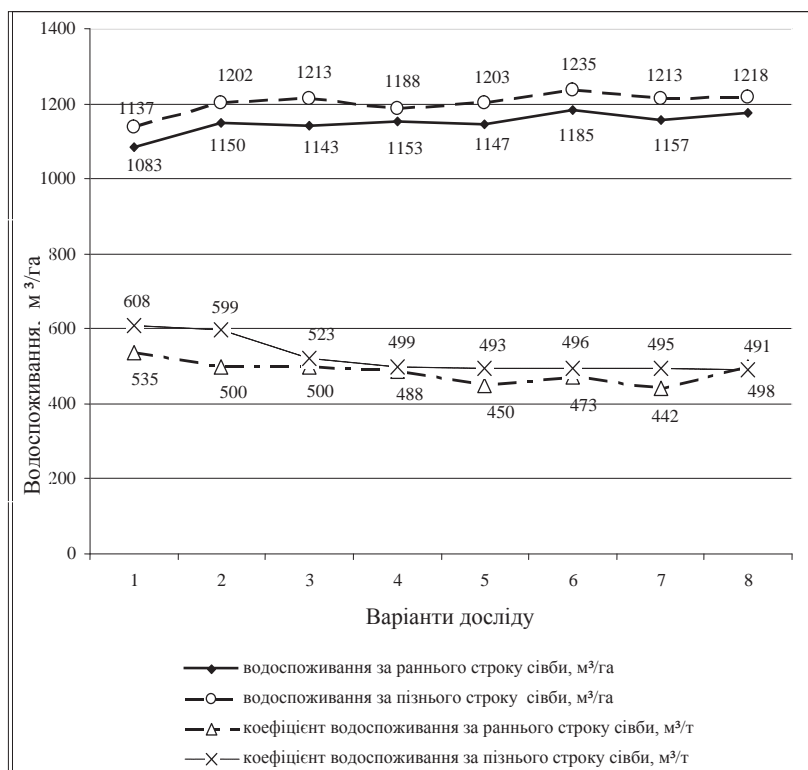 1400
1200
1000
800
600
400
200
0
Водоспоживання. м³/га
1137 1202 1213 1188 1203 1235 1213 1218
1083 1150 1143 1153 1147 1185 1157
608 599 523 499 493 496 495 491
535 500 500 488 450 473 442 498
1 2 3 4 5 6 7 8
Варіанти досліду
водоспоживання за раннього строку сівби, м³/га
водоспоживання за пізнього строку сівби, м³/га
коефіцієнт водоспоживання за раннього строку сівби, м³/т
коефіцієнт водоспоживання за пізнього строку сівби, м³/т